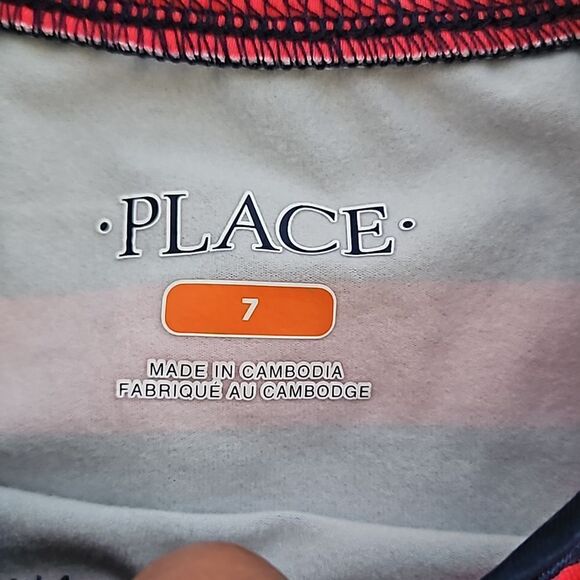 ·PLACE·
7
MADE IN CAMBODIA
FABRIQUÉ AU CAMBODGE